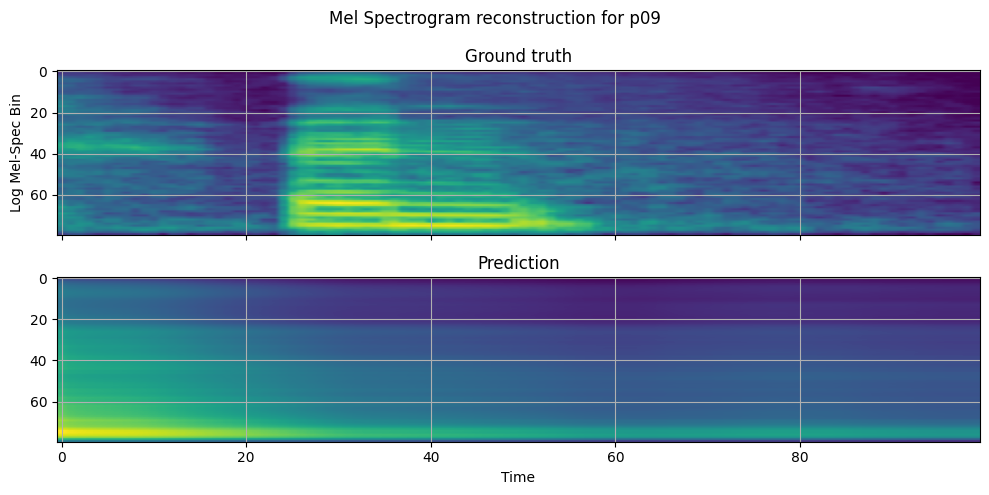 Mel Spectrogram reconstruction for p09
Ground truth
Log Mel-Spec Bin
0
20
40
60
Prediction
0
20
40
60
0 20 40 60 80
Time